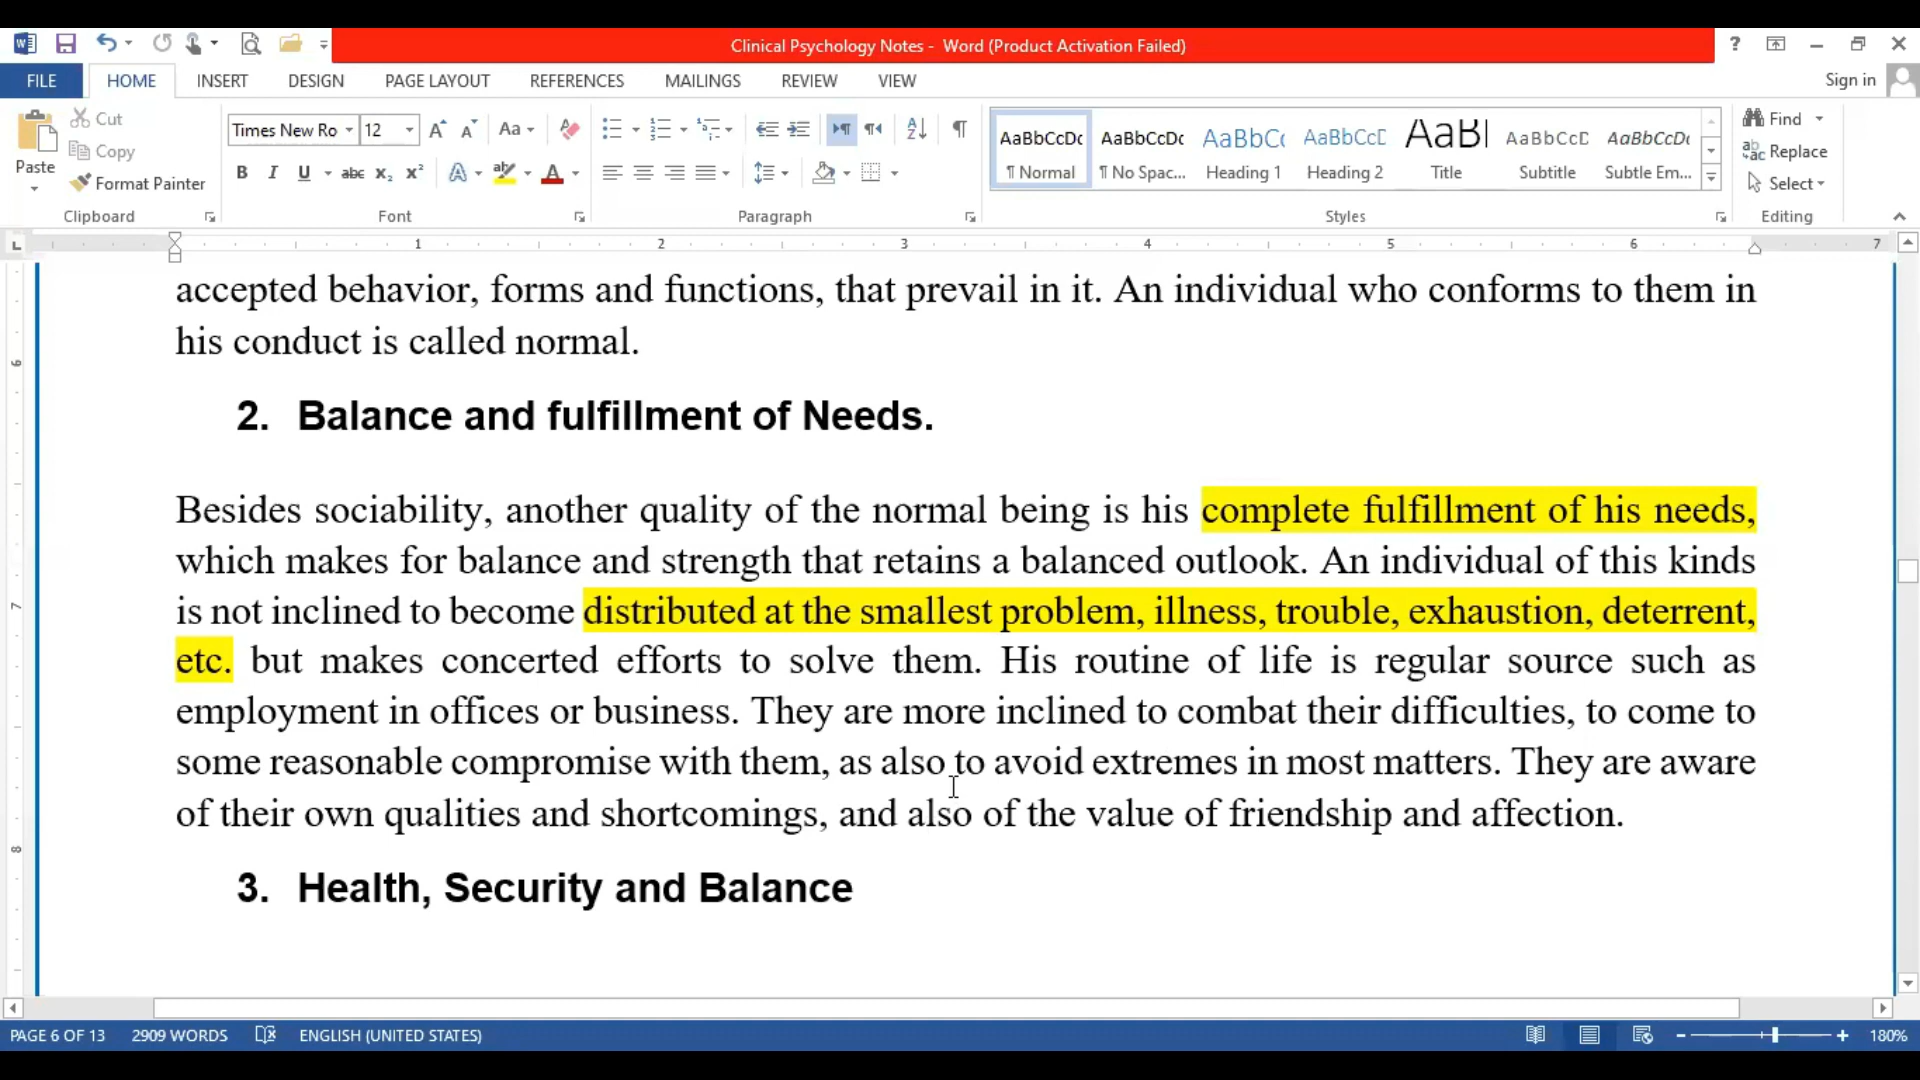 Clinical Psychology Notes - Word (Product Activation Failed)
?
FILE HOME INSERT DESIGN PAGE LAYOUT REFERENCES MAILINGS REVIEW VIEW Sign in
Paste
Cut
Copy
Format Painter
Clipboard
Times New Ro 12
Font
Paragraph
AaBbCcDc AaBbCcDc AaBbCc AaBbCcD AaBl AaBbCcD AaBbCcDc
¶ Normal ¶ No Spac... Heading 1 Heading 2 Title Subtitle Subtle Em...
Styles
Find
Replace
Select
Editing
1 2 3 4 5 6 7
accepted behavior, forms and functions, that prevail in it. An individual who conforms to them in
his conduct is called normal.
2. Balance and fulfillment of Needs.
Besides sociability, another quality of the normal being is his complete fulfillment of his needs,
which makes for balance and strength that retains a balanced outlook. An individual of this kinds
is not inclined to become distributed at the smallest problem, illness, trouble, exhaustion, deterrent,
etc. but makes concerted efforts to solve them. His routine of life is regular source such as
employment in offices or business. They are more inclined to combat their difficulties, to come to
some reasonable compromise with them, as also to avoid extremes in most matters. They are aware
of their own qualities and shortcomings, and also of the value of friendship and affection.
3. Health, Security and Balance
6
7
8
PAGE 6 OF 13 2909 WORDS ENGLISH (UNITED STATES) 180%